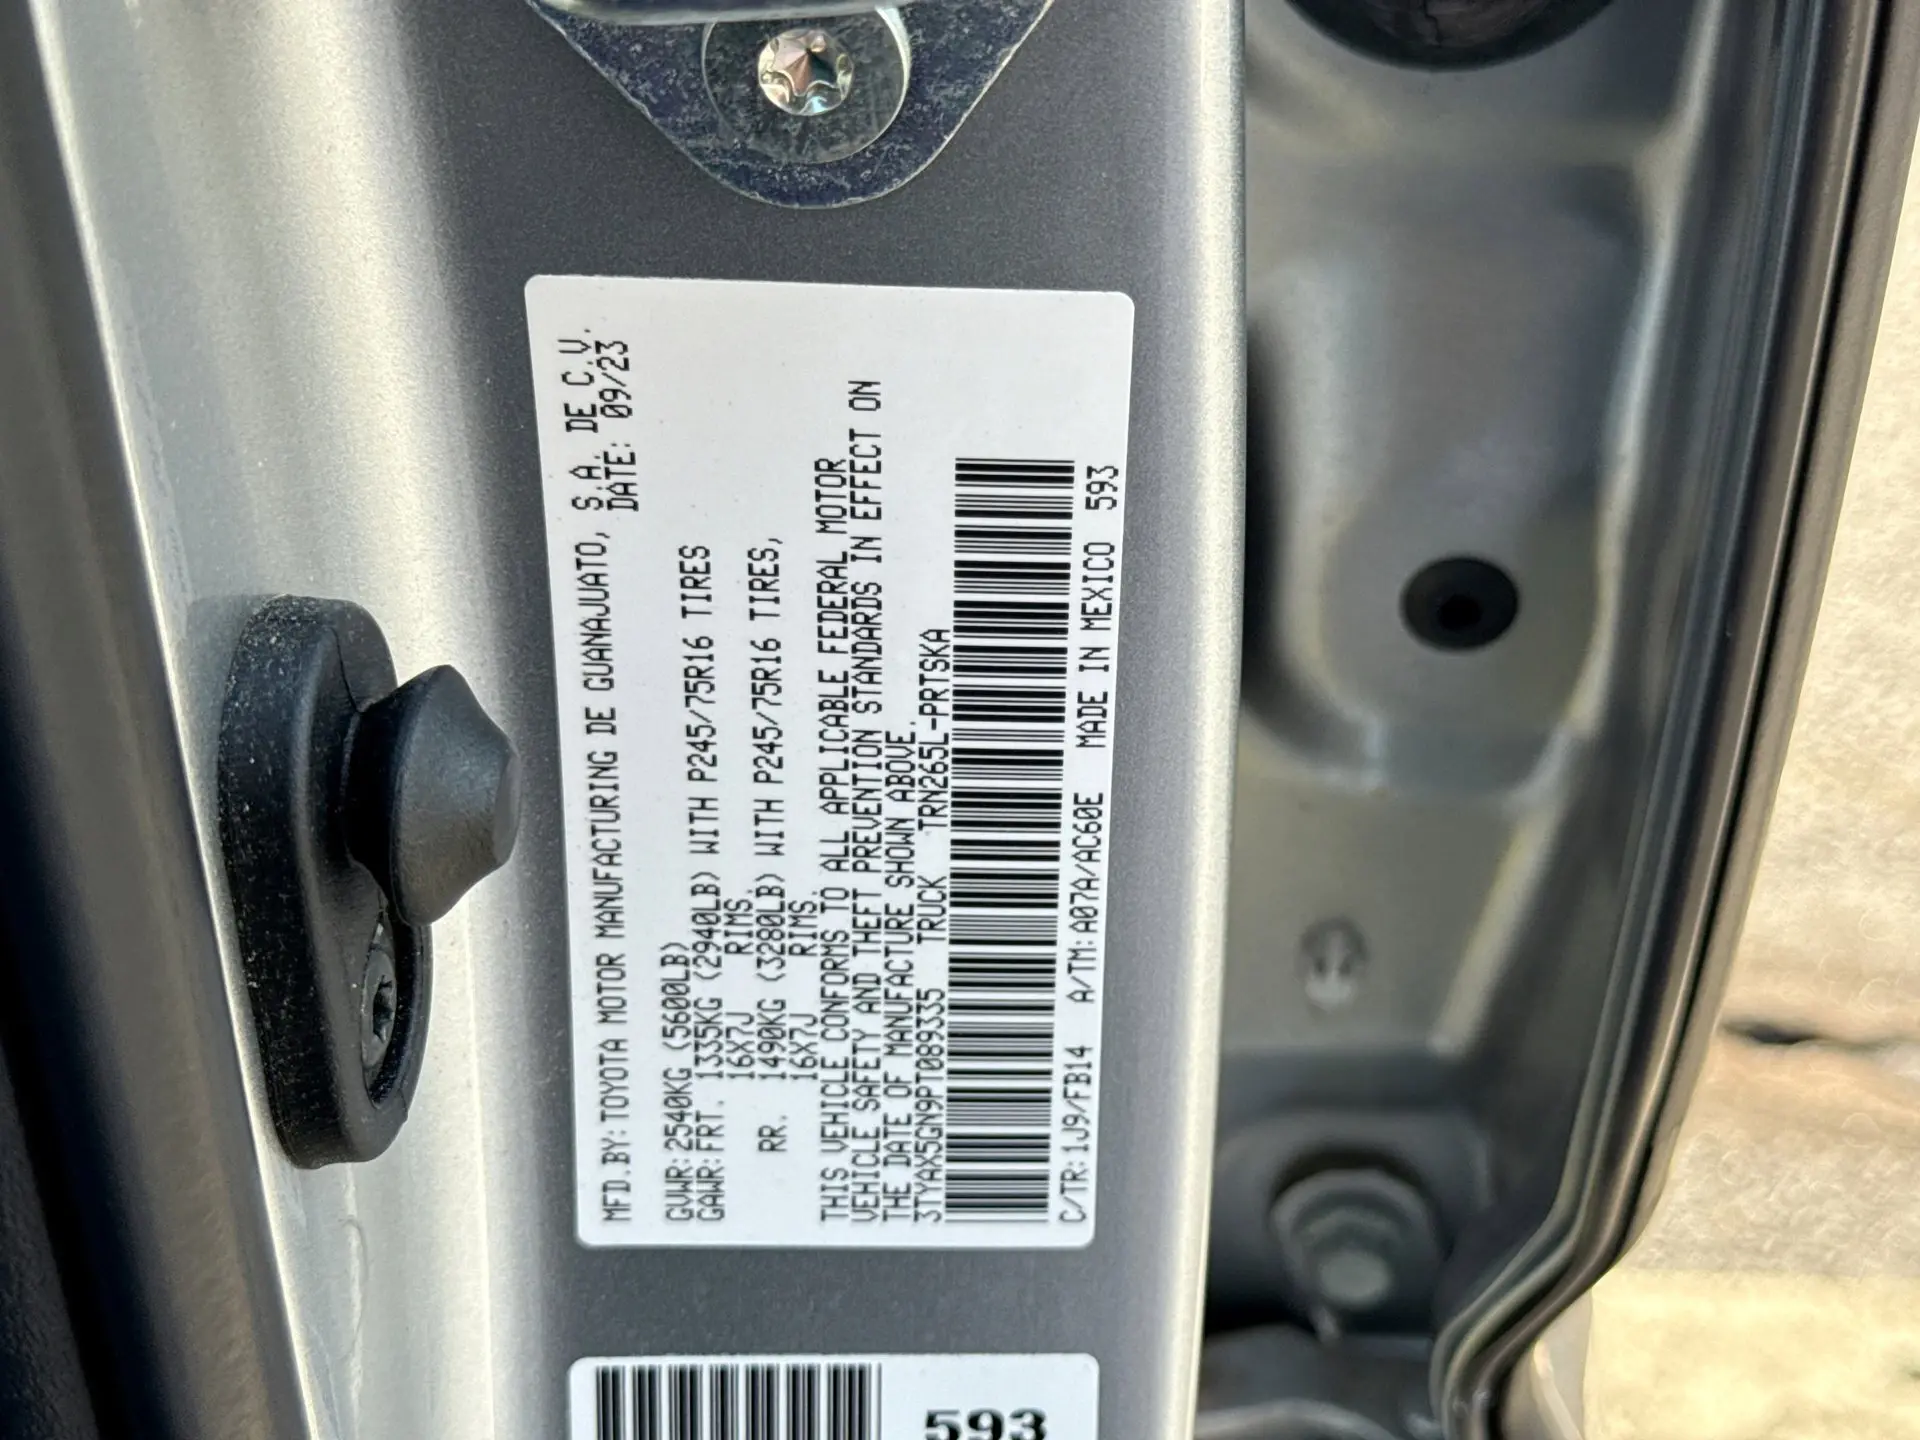 MFD.BY:TOYOTA MOTOR MANUFACTURING DE GUANAJUATO, S.A. DE C.V.
DATE: 09/23
GVWR:2540KG (5600LB)
GAWR:FRT. 1335KG (2940LB) WITH P245/75R16 TIRES
16X7J RIMS.
RR. 1490KG (3280LB) WITH P245/75R16 TIRES,
16X7J RIMS.
THIS VEHICLE CONFORMS TO ALL APPLICABLE FEDERAL MOTOR
VEHICLE SAFETY AND THEFT PREVENTION STANDARDS IN EFFECT ON
THE DATE OF MANUFACTURE SHOWN ABOVE.
3TYAX5GN9PT089335 TRUCK TRN265L-PRTSKA
C/TR:1J9/FB14 A/TM:A07A/AC60E MADE IN MEXICO 593
593